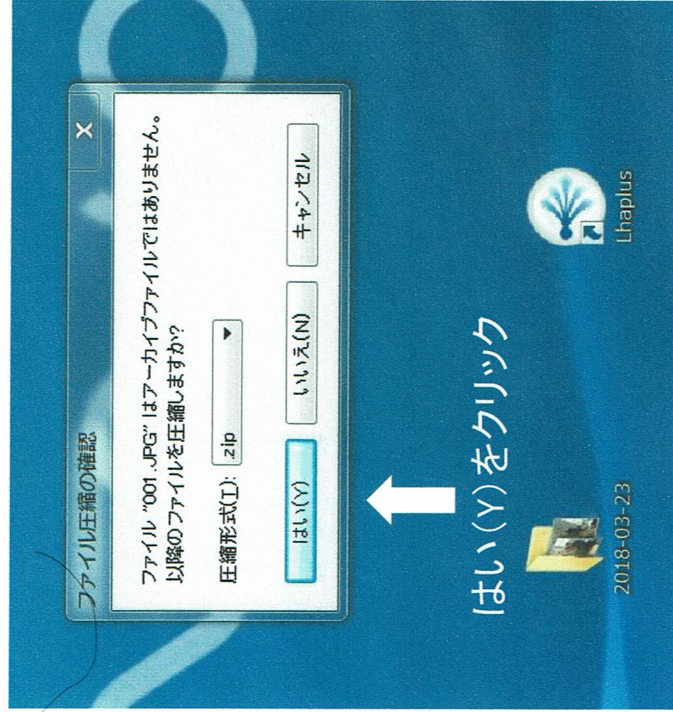 ファイル圧縮の確認
X
ファイル "001.JPG" はアーカイブファイルではありません。
以降のファイルを圧縮しますか?
圧縮形式(T): .zip
はい(Y) いいえ(N) キャンセル
はい(Y)をクリック
2018-03-23 Lhaplus